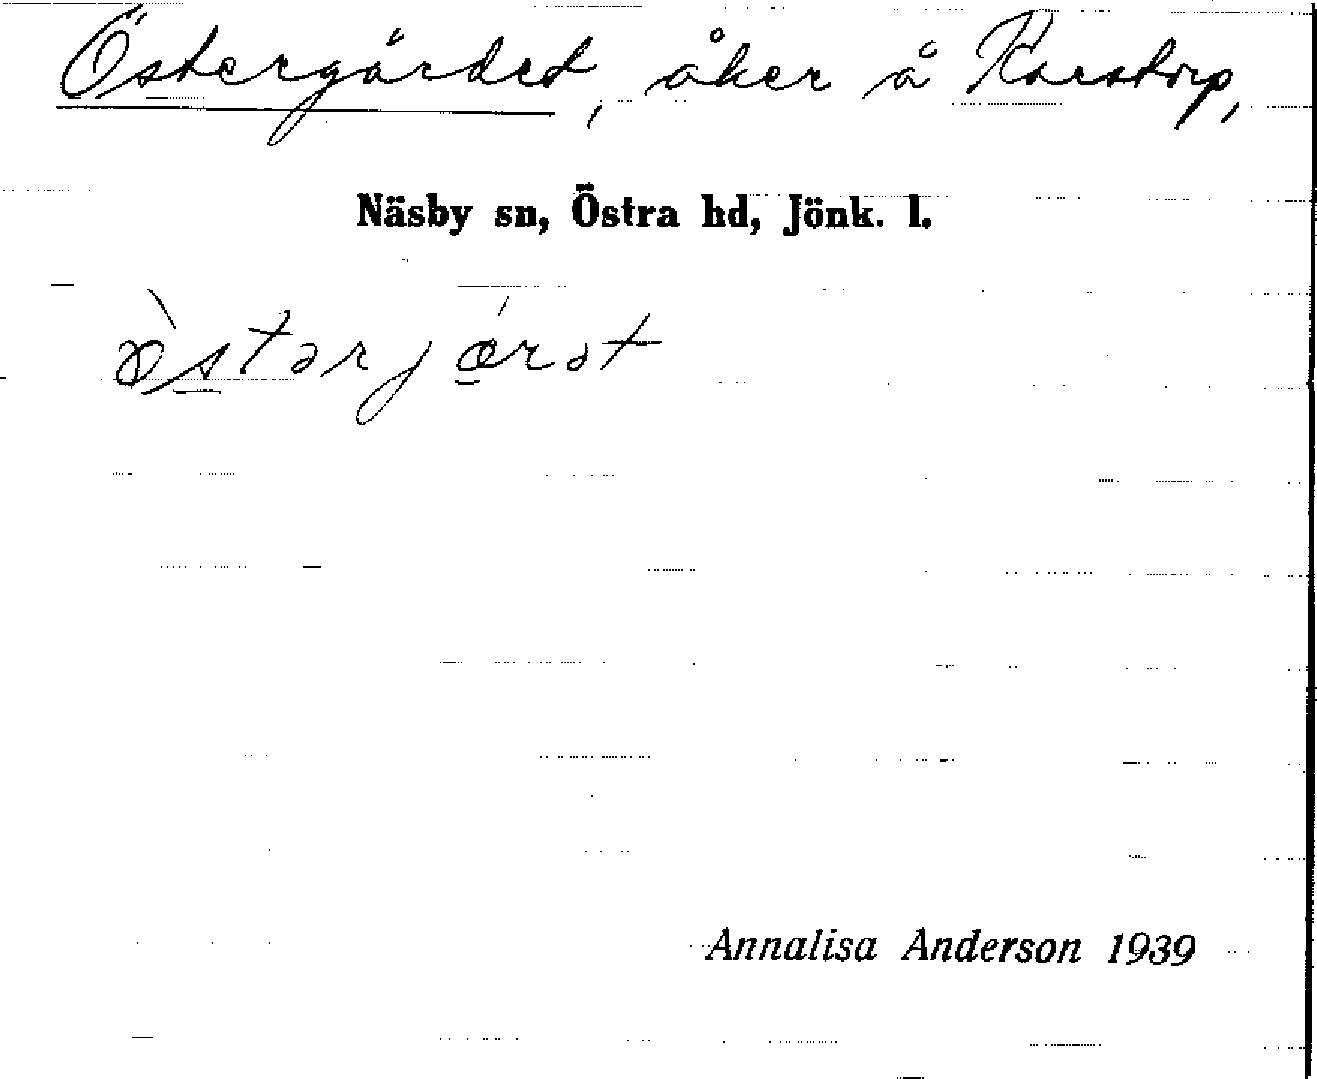 Östergärdet, åker å Karstorp,
Näsby sn, Östra hd, Jönk. l.
Annalisa Anderson 1939